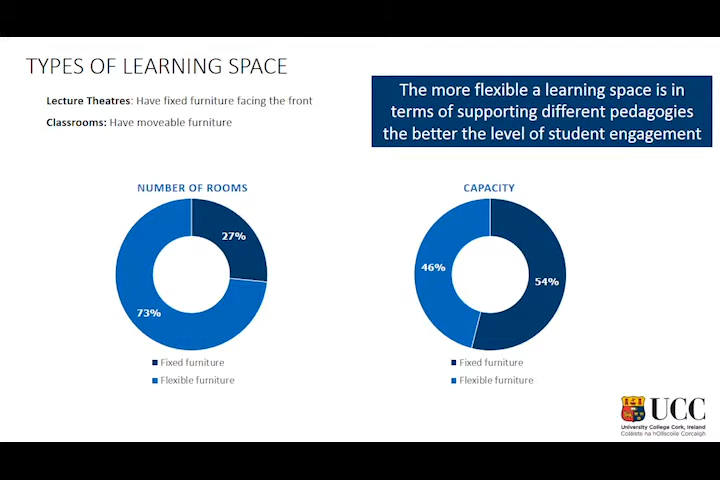 TYPES OF LEARNING SPACE
Lecture Theatres: Have fixed furniture facing the front
Classrooms: Have moveable furniture
The more flexible a learning space is in
terms of supporting different pedagogies
the better the level of student engagement
NUMBER OF ROOMS
27%
73%
Fixed furniture
Flexible furniture
CAPACITY
46%
54%
Fixed furniture
Flexible furniture
UCC
University College Cork, Ireland
Coláiste na hOllscoile Corcaigh